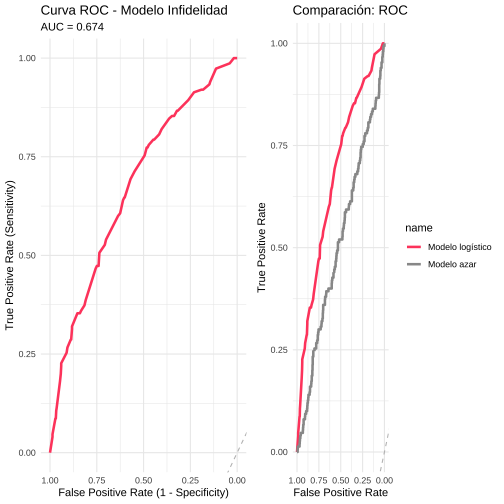 Curva ROC - Modelo Infidelidad
AUC = 0.674
True Positive Rate (Sensitivity)
1.00
0.75
0.50
0.25
0.00
1.00 0.75 0.50 0.25 0.00
False Positive Rate (1 - Specificity)
Comparación: ROC
True Positive Rate
1.00
0.75
0.50
0.25
0.00
1.00 0.75 0.50 0.25 0.00
False Positive Rate
name
Modelo logístico
Modelo azar